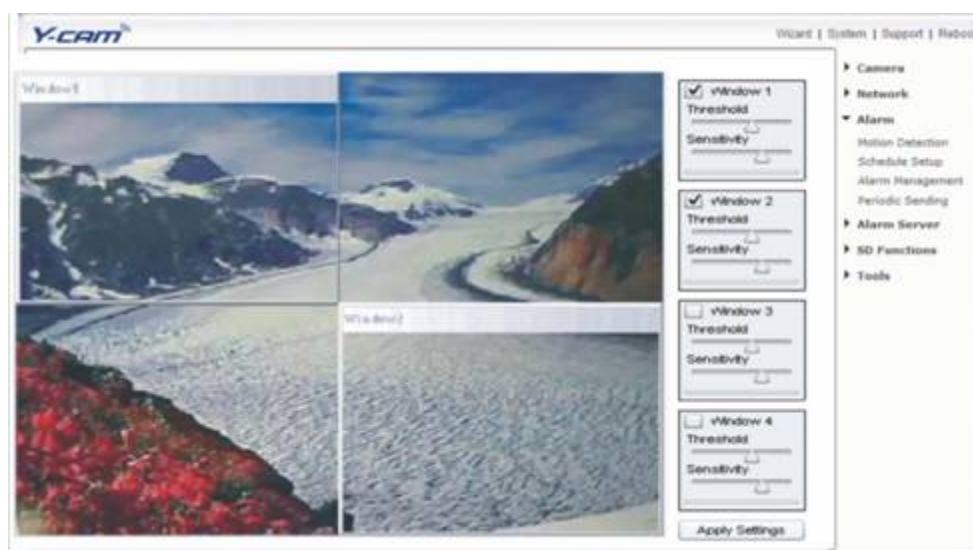 Y-cam
Wizard | System | Support | Reboot
Window1
Window2
Window 1
Threshold
Sensitivity
Window 2
Threshold
Sensitivity
Window 3
Threshold
Sensitivity
Window 4
Threshold
Sensitivity
Apply Settings
Camera
Network
Alarm
Motion Detection
Schedule Setup
Alarm Management
Periodic Sending
Alarm Server
SD Functions
Tools